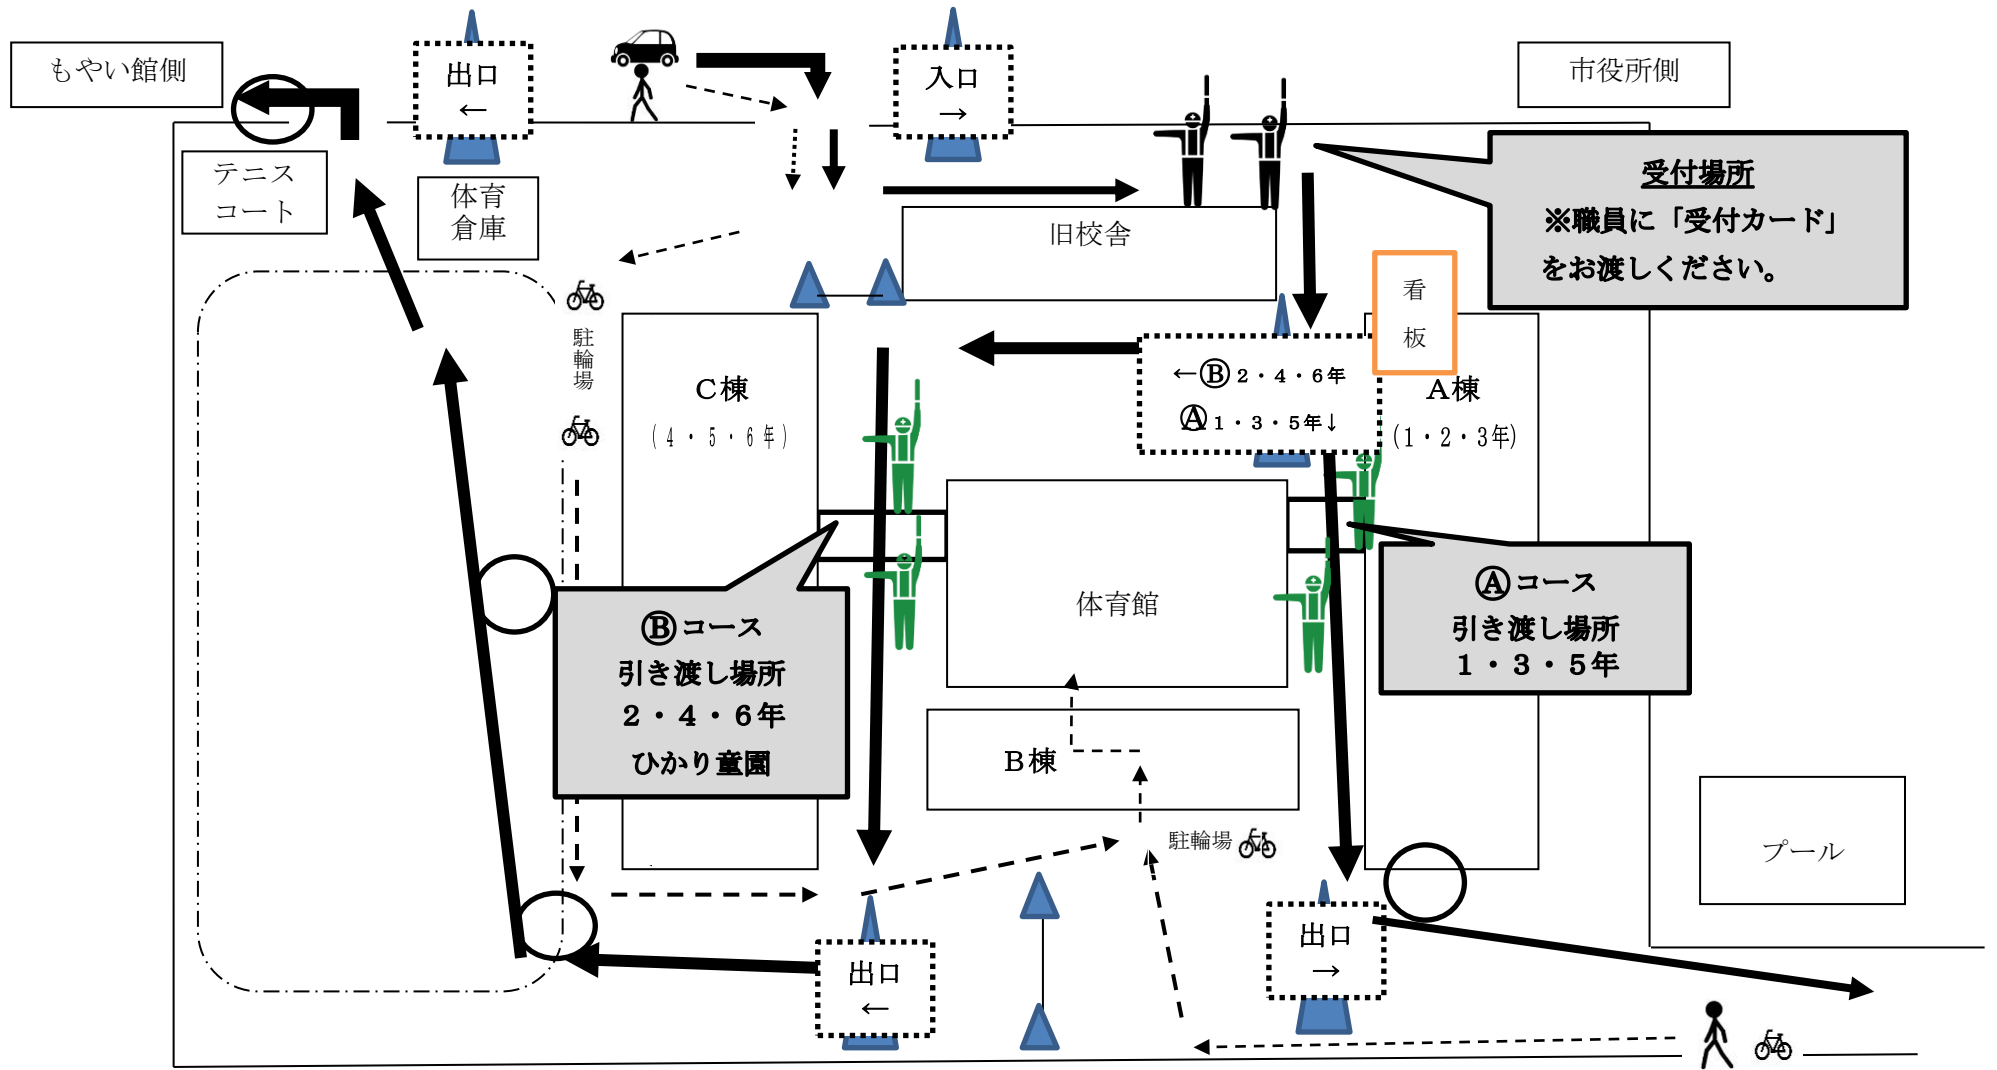 もやい館側
出口
←
入口
→
市役所側
テニス
コート
体育
倉庫
旧校舎
受付場所
※職員に「受付カード」
をお渡しください。
看
板
駐
輪
場
C棟
(4・5・6年)
←Ⓑ2・4・6年
Ⓐ1・3・5年↓
A棟
(1・2・3年)
体育館
Ⓐコース
引き渡し場所
1・3・5年
Ⓑコース
引き渡し場所
2・4・6年
ひかり童園
B棟
駐輪場
プール
出口
→
出口
←